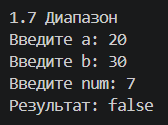 1.7 Диапазон
Введите a: 20
Введите b: 30
Введите num: 7
Результат: false